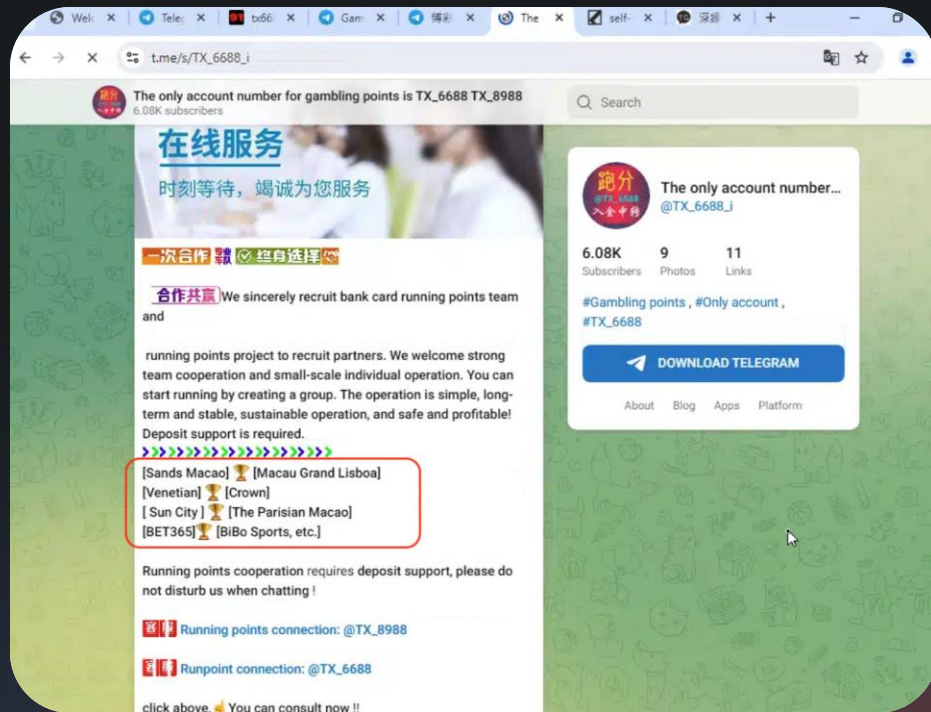 Tele
tx66
Gam
博彩
The
self-
深揉
t.me/s/TX_6688_i
The only account number for gambling points is TX_6688 TX_8988
6.08K subscribers
Search
在线服务
时刻等待，竭诚为您服务
一次合作 终身选择
合作共赢 We sincerely recruit bank card running points team
and
running points project to recruit partners. We welcome strong
team cooperation and small-scale individual operation. You can
start running by creating a group. The operation is simple, long-
term and stable, sustainable operation, and safe and profitable!
Deposit support is required.
[Sands Macao] [Macau Grand Lisboa]
[Venetian] [Crown]
[ Sun City ] [The Parisian Macao]
[BET365] [BiBo Sports, etc.]
Running points cooperation requires deposit support, please do
not disturb us when chatting !
Running points connection: @TX_8988
Runpoint connection: @TX_6688
click above. You can consult now !!
跑分
@TX_6688
入金中转
The only account number...
@TX_6688_i
6.08K 9 11
Subscribers Photos Links
#Gambling points , #Only account ,
#TX_6688
DOWNLOAD TELEGRAM
About Blog Apps Platform